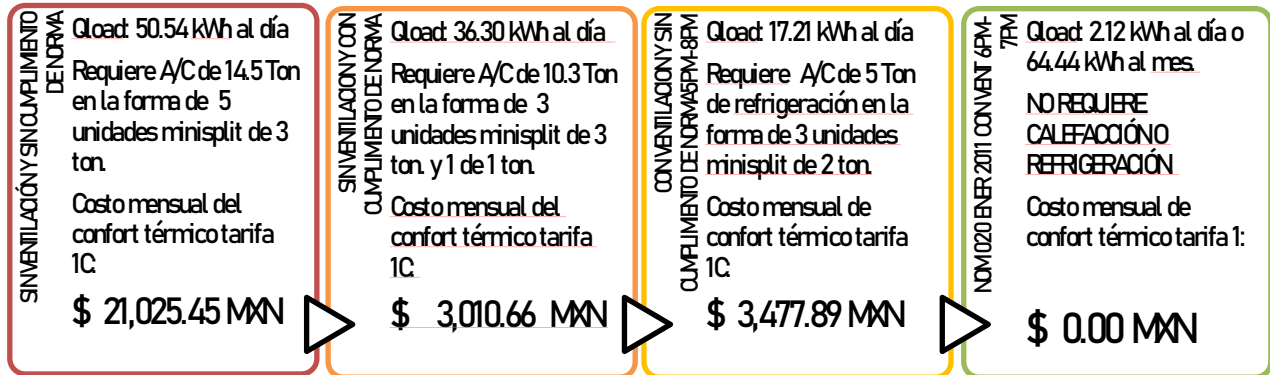 SIN VENTILACIÓN Y SIN CUMPLIMIENTO
DE NORMA
Qload: 50.54 kWh al día
Requiere A/C de 14.5 Ton
en la forma de 5
unidades minisplit de 3
ton.
Costo mensual del
confort térmico tarifa
1C:
$ 21,025.45 MXN
SIN VENTILACION Y CON
CUMPLIMIENTO DE NORMA
Qload: 36.30 kWh al día
Requiere A/C de 10.3 Ton
en la forma de 3
unidades minisplit de 3
ton. y 1 de 1 ton.
Costo mensual del
confort térmico tarifa
1C:
$ 3,010.66 MXN
CON VENTILACION Y SIN
CUMPLIMIENTO DE NORMA 5PM-8PM
Qload: 17.21 kWh al día
Requiere A/C de 5 Ton
de refrigeración en la
forma de 3 unidades
minisplit de 2 ton.
Costo mensual de
confort térmico tarifa
1C:
$ 3,477.89 MXN
NOM 020 ENER 2011 CON VENT 6PM-
7PM
Qload: 2.12 kWh al día o
64.44 kWh al mes.
NO REQUIERE
CALEFACCIÓN O
REFRIGERACIÓN
Costo mensual de
confort térmico tarifa 1:
$ 0.00 MXN